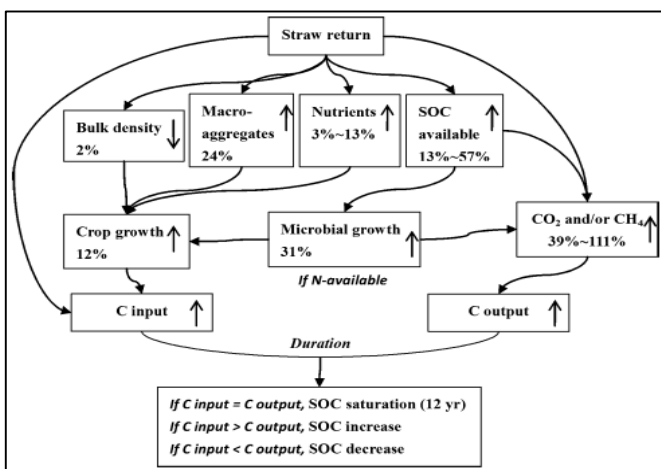 Straw return
Bulk density
2%
Macro-
aggregates
24%
Nutrients
3%~13%
SOC
available
13%~57%
Crop growth
12%
Microbial growth
31%
CO₂ and/or CH₄
39%~111%
If N-available
C input
C output
Duration
If C input = C output, SOC saturation (12 yr)
If C input > C output, SOC increase
If C input < C output, SOC decrease